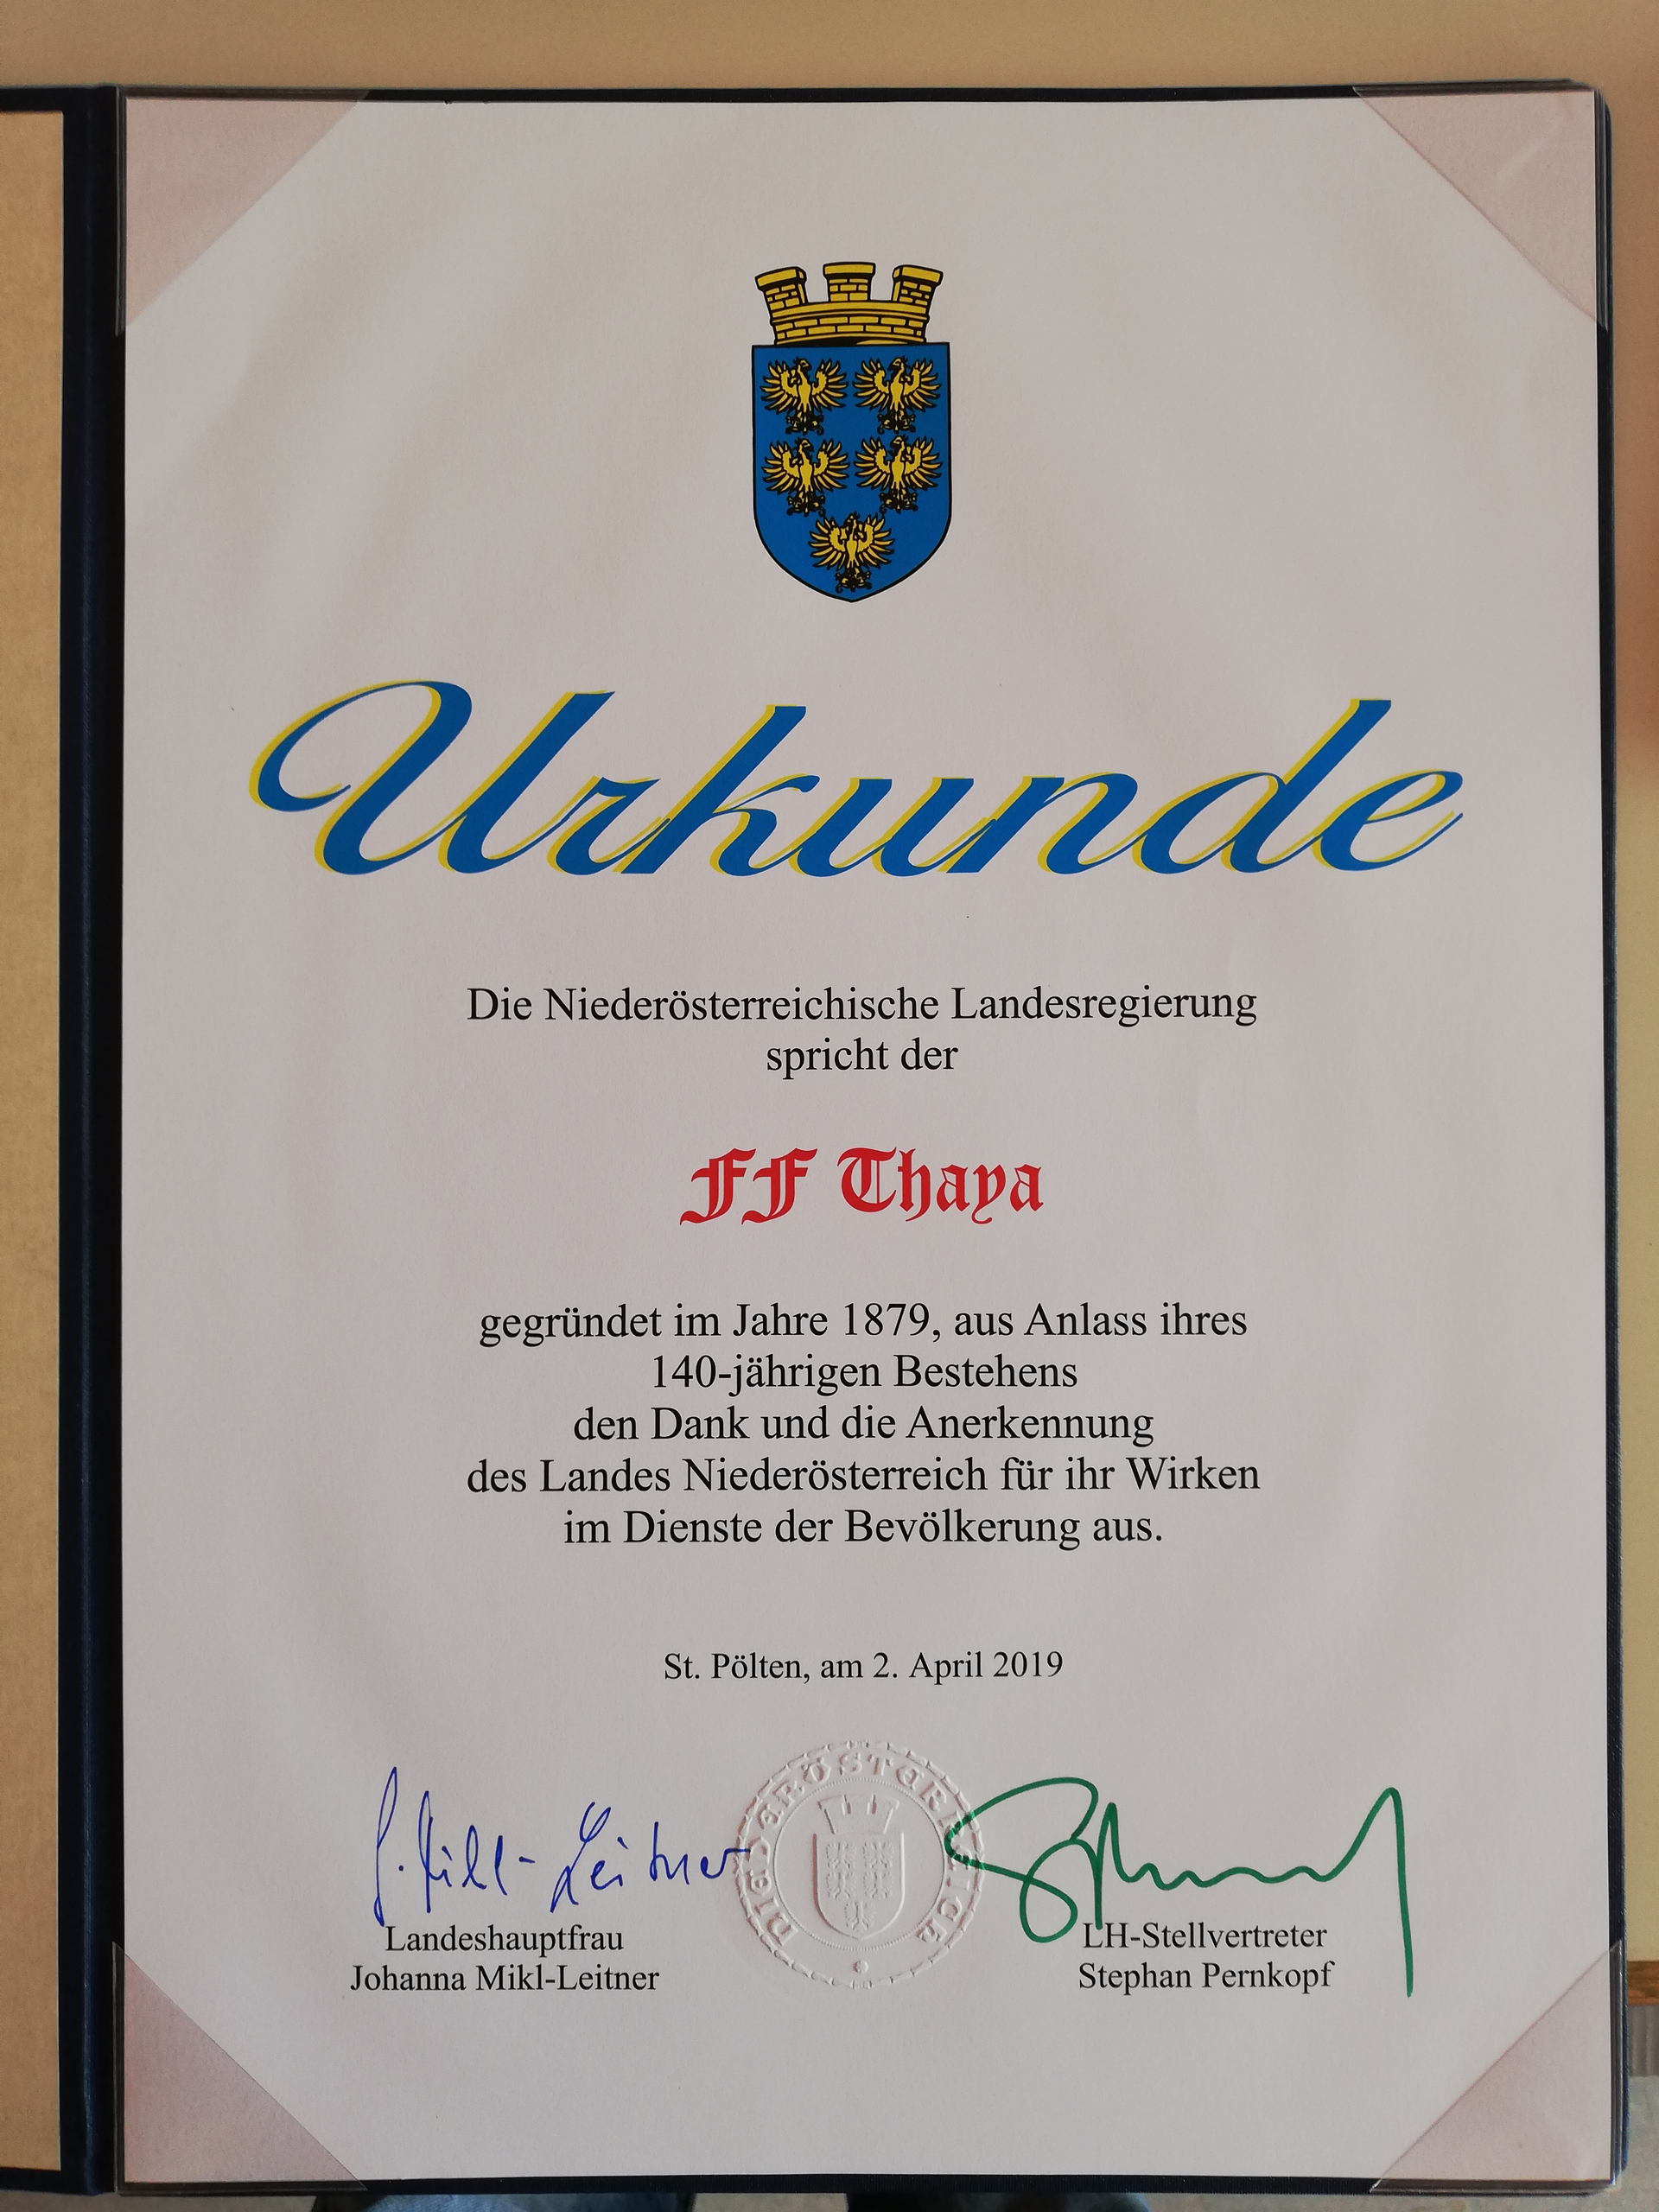 Urkunde
Die Niederösterreichische Landesregierung
spricht der
FF Thaya
gegründet im Jahre 1879, aus Anlass ihres
140-jährigen Bestehens
den Dank und die Anerkennung
des Landes Niederösterreich für ihr Wirken
im Dienste der Bevölkerung aus.
St. Pölten, am 2. April 2019
NIEDERÖSTERREICH
J. Mikl-Leitner
Landeshauptfrau
Johanna Mikl-Leitner
LH-Stellvertreter
Stephan Pernkopf